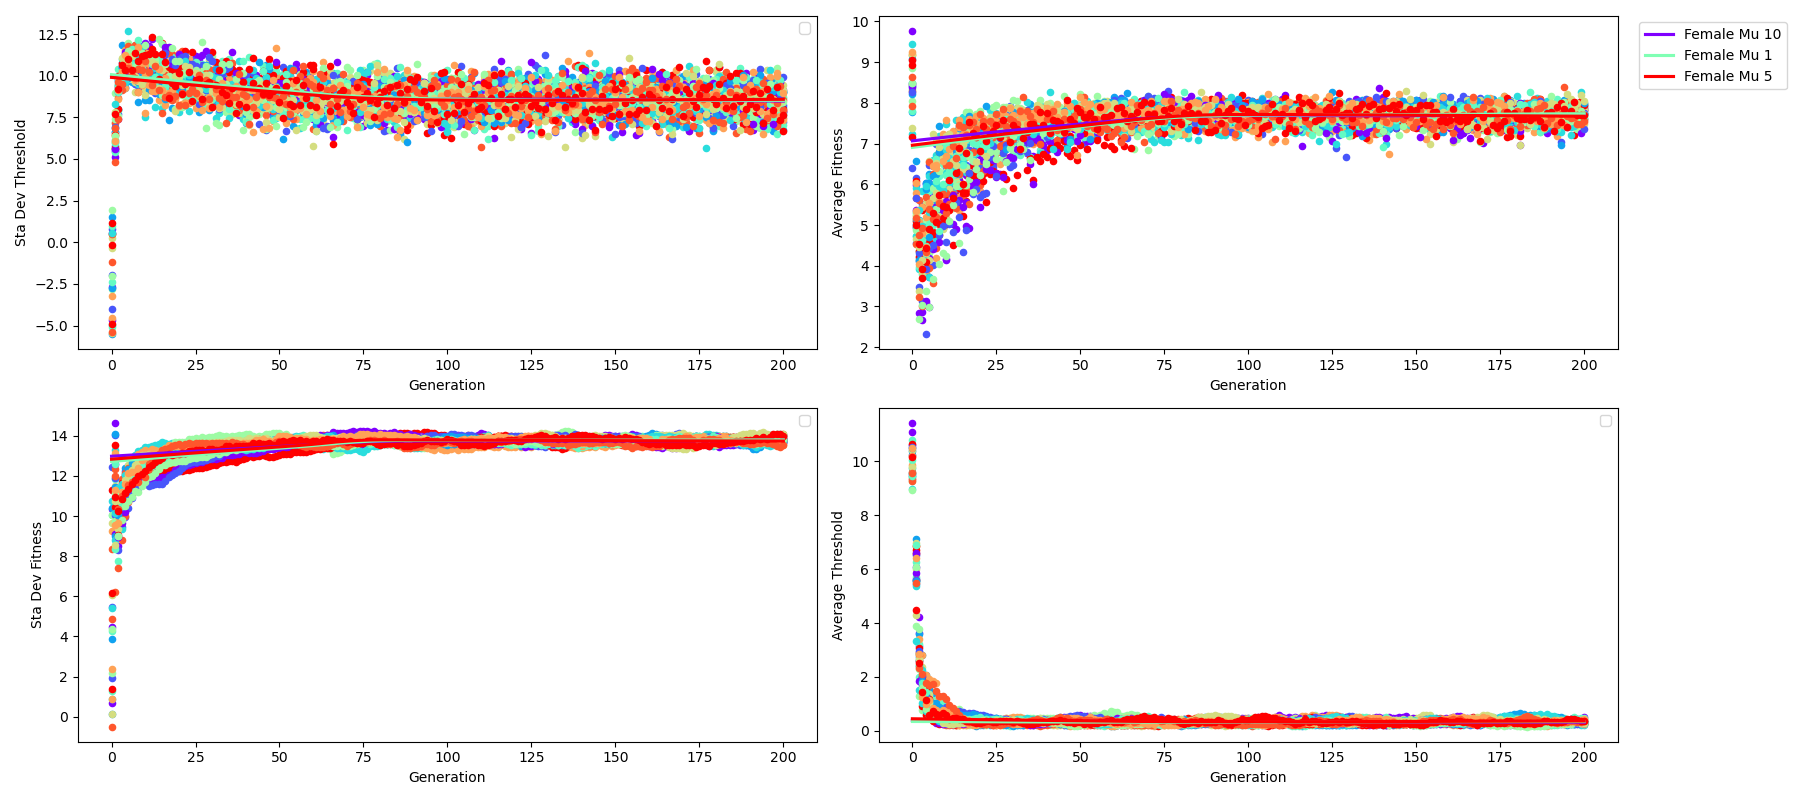 12.5
10.0
7.5
5.0
2.5
0.0
−2.5
−5.0
Sta Dev Threshold
0 25 50 75 100 125 150 175 200
Generation
10
9
8
7
6
5
4
3
2
Average Fitness
0 25 50 75 100 125 150 175 200
Generation
Female Mu 10
Female Mu 1
Female Mu 5
14
12
10
8
6
4
2
0
Sta Dev Fitness
0 25 50 75 100 125 150 175 200
Generation
10
8
6
4
2
0
Average Threshold
0 25 50 75 100 125 150 175 200
Generation